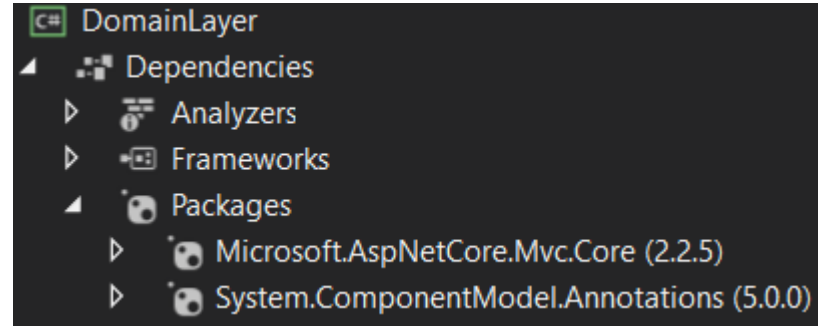 C# DomainLayer
Dependencies
Analyzers
Frameworks
Packages
Microsoft.AspNetCore.Mvc.Core (2.2.5)
System.ComponentModel.Annotations (5.0.0)